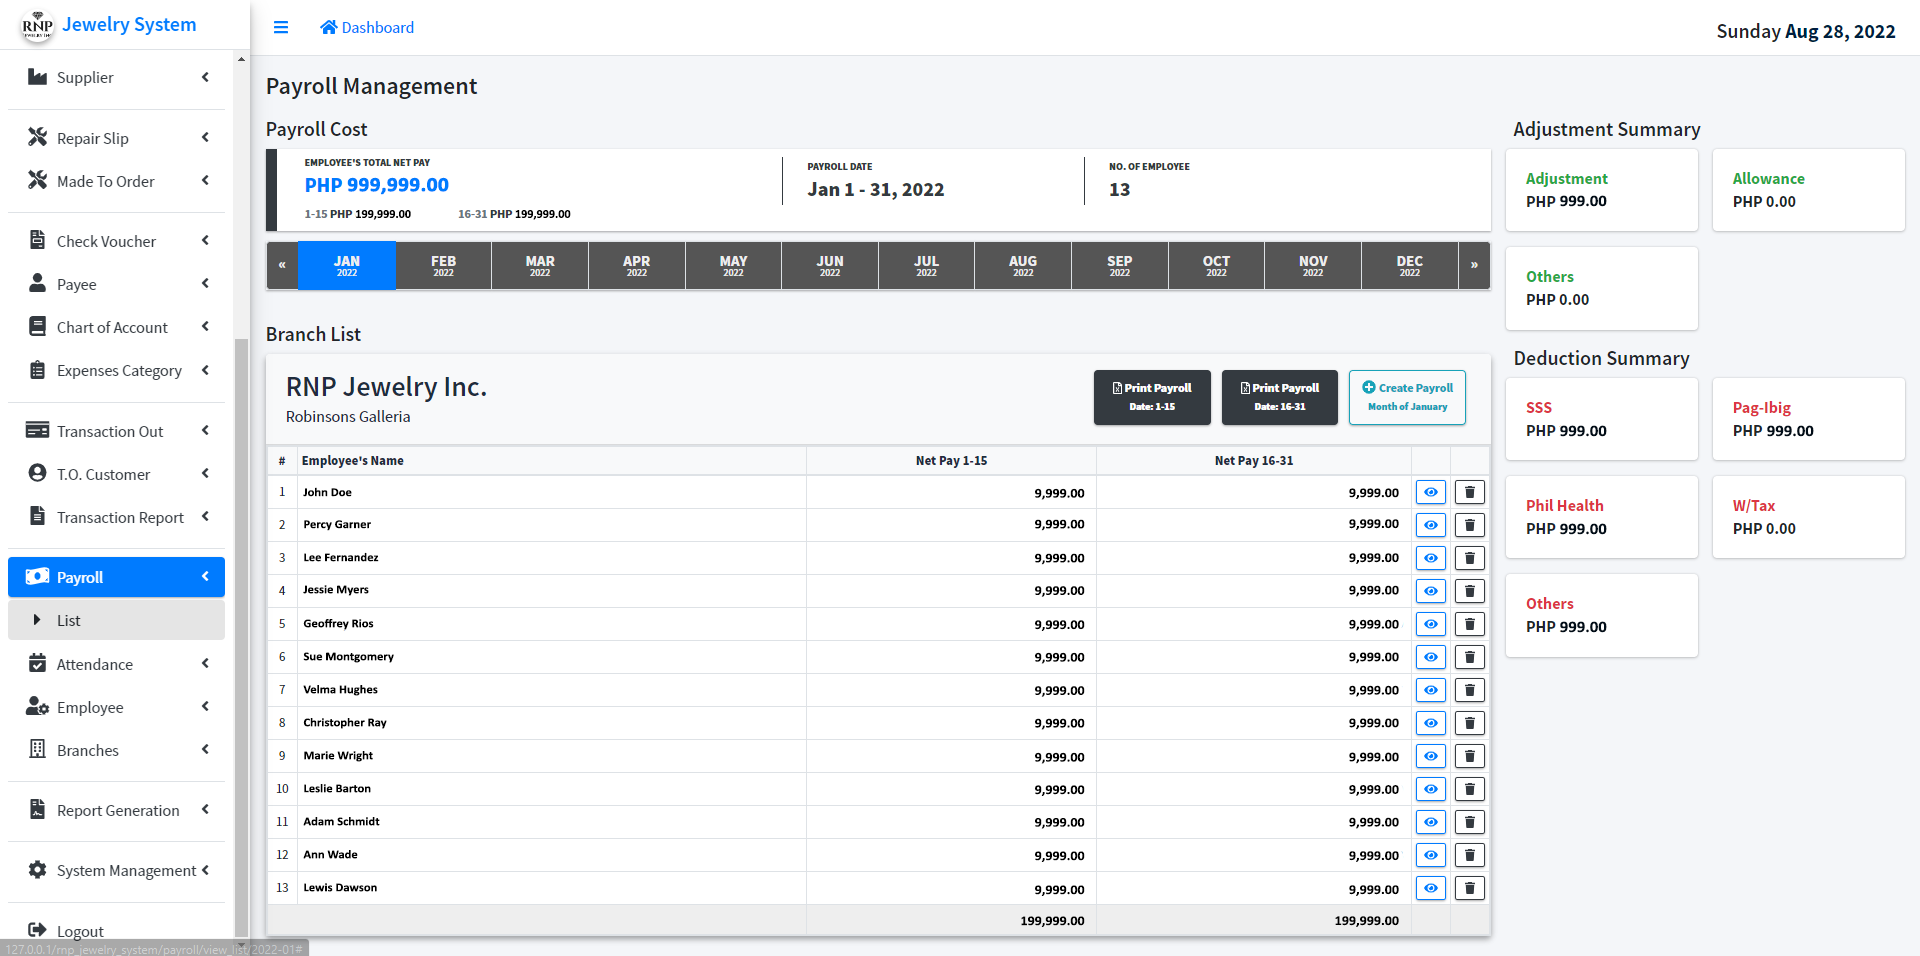 RNP
Jewelry System
Dashboard
Sunday Aug 28, 2022
Supplier
Repair Slip
Made To Order
Check Voucher
Payee
Chart of Account
Expenses Category
Transaction Out
T.O. Customer
Transaction Report
Payroll
List
Attendance
Employee
Branches
Report Generation
System Management
Logout
127.0.0.1/rnp_jewelry_system/payroll/view_list/2022-01#
Payroll Management
Payroll Cost
EMPLOYEE'S TOTAL NET PAY
PHP 999,999.00
1-15 PHP 199,999.00 16-31 PHP 199,999.00
PAYROLL DATE
Jan 1 - 31, 2022
NO. OF EMPLOYEE
13
« JAN 2022 FEB 2022 MAR 2022 APR 2022 MAY 2022 JUN 2022 JUL 2022 AUG 2022 SEP 2022 OCT 2022 NOV 2022 DEC 2022 »
Branch List
RNP Jewelry Inc.
Robinsons Galleria
Print Payroll
Date: 1-15
Print Payroll
Date: 16-31
Create Payroll
Month of January
# Employee's Name Net Pay 1-15 Net Pay 16-31
1 John Doe 9,999.00 9,999.00
2 Percy Garner 9,999.00 9,999.00
3 Lee Fernandez 9,999.00 9,999.00
4 Jessie Myers 9,999.00 9,999.00
5 Geoffrey Rios 9,999.00 9,999.00
6 Sue Montgomery 9,999.00 9,999.00
7 Velma Hughes 9,999.00 9,999.00
8 Christopher Ray 9,999.00 9,999.00
9 Marie Wright 9,999.00 9,999.00
10 Leslie Barton 9,999.00 9,999.00
11 Adam Schmidt 9,999.00 9,999.00
12 Ann Wade 9,999.00 9,999.00
13 Lewis Dawson 9,999.00 9,999.00
199,999.00 199,999.00
Adjustment Summary
Adjustment
PHP 999.00
Allowance
PHP 0.00
Others
PHP 0.00
Deduction Summary
SSS
PHP 999.00
Pag-Ibig
PHP 999.00
Phil Health
PHP 999.00
W/Tax
PHP 0.00
Others
PHP 999.00